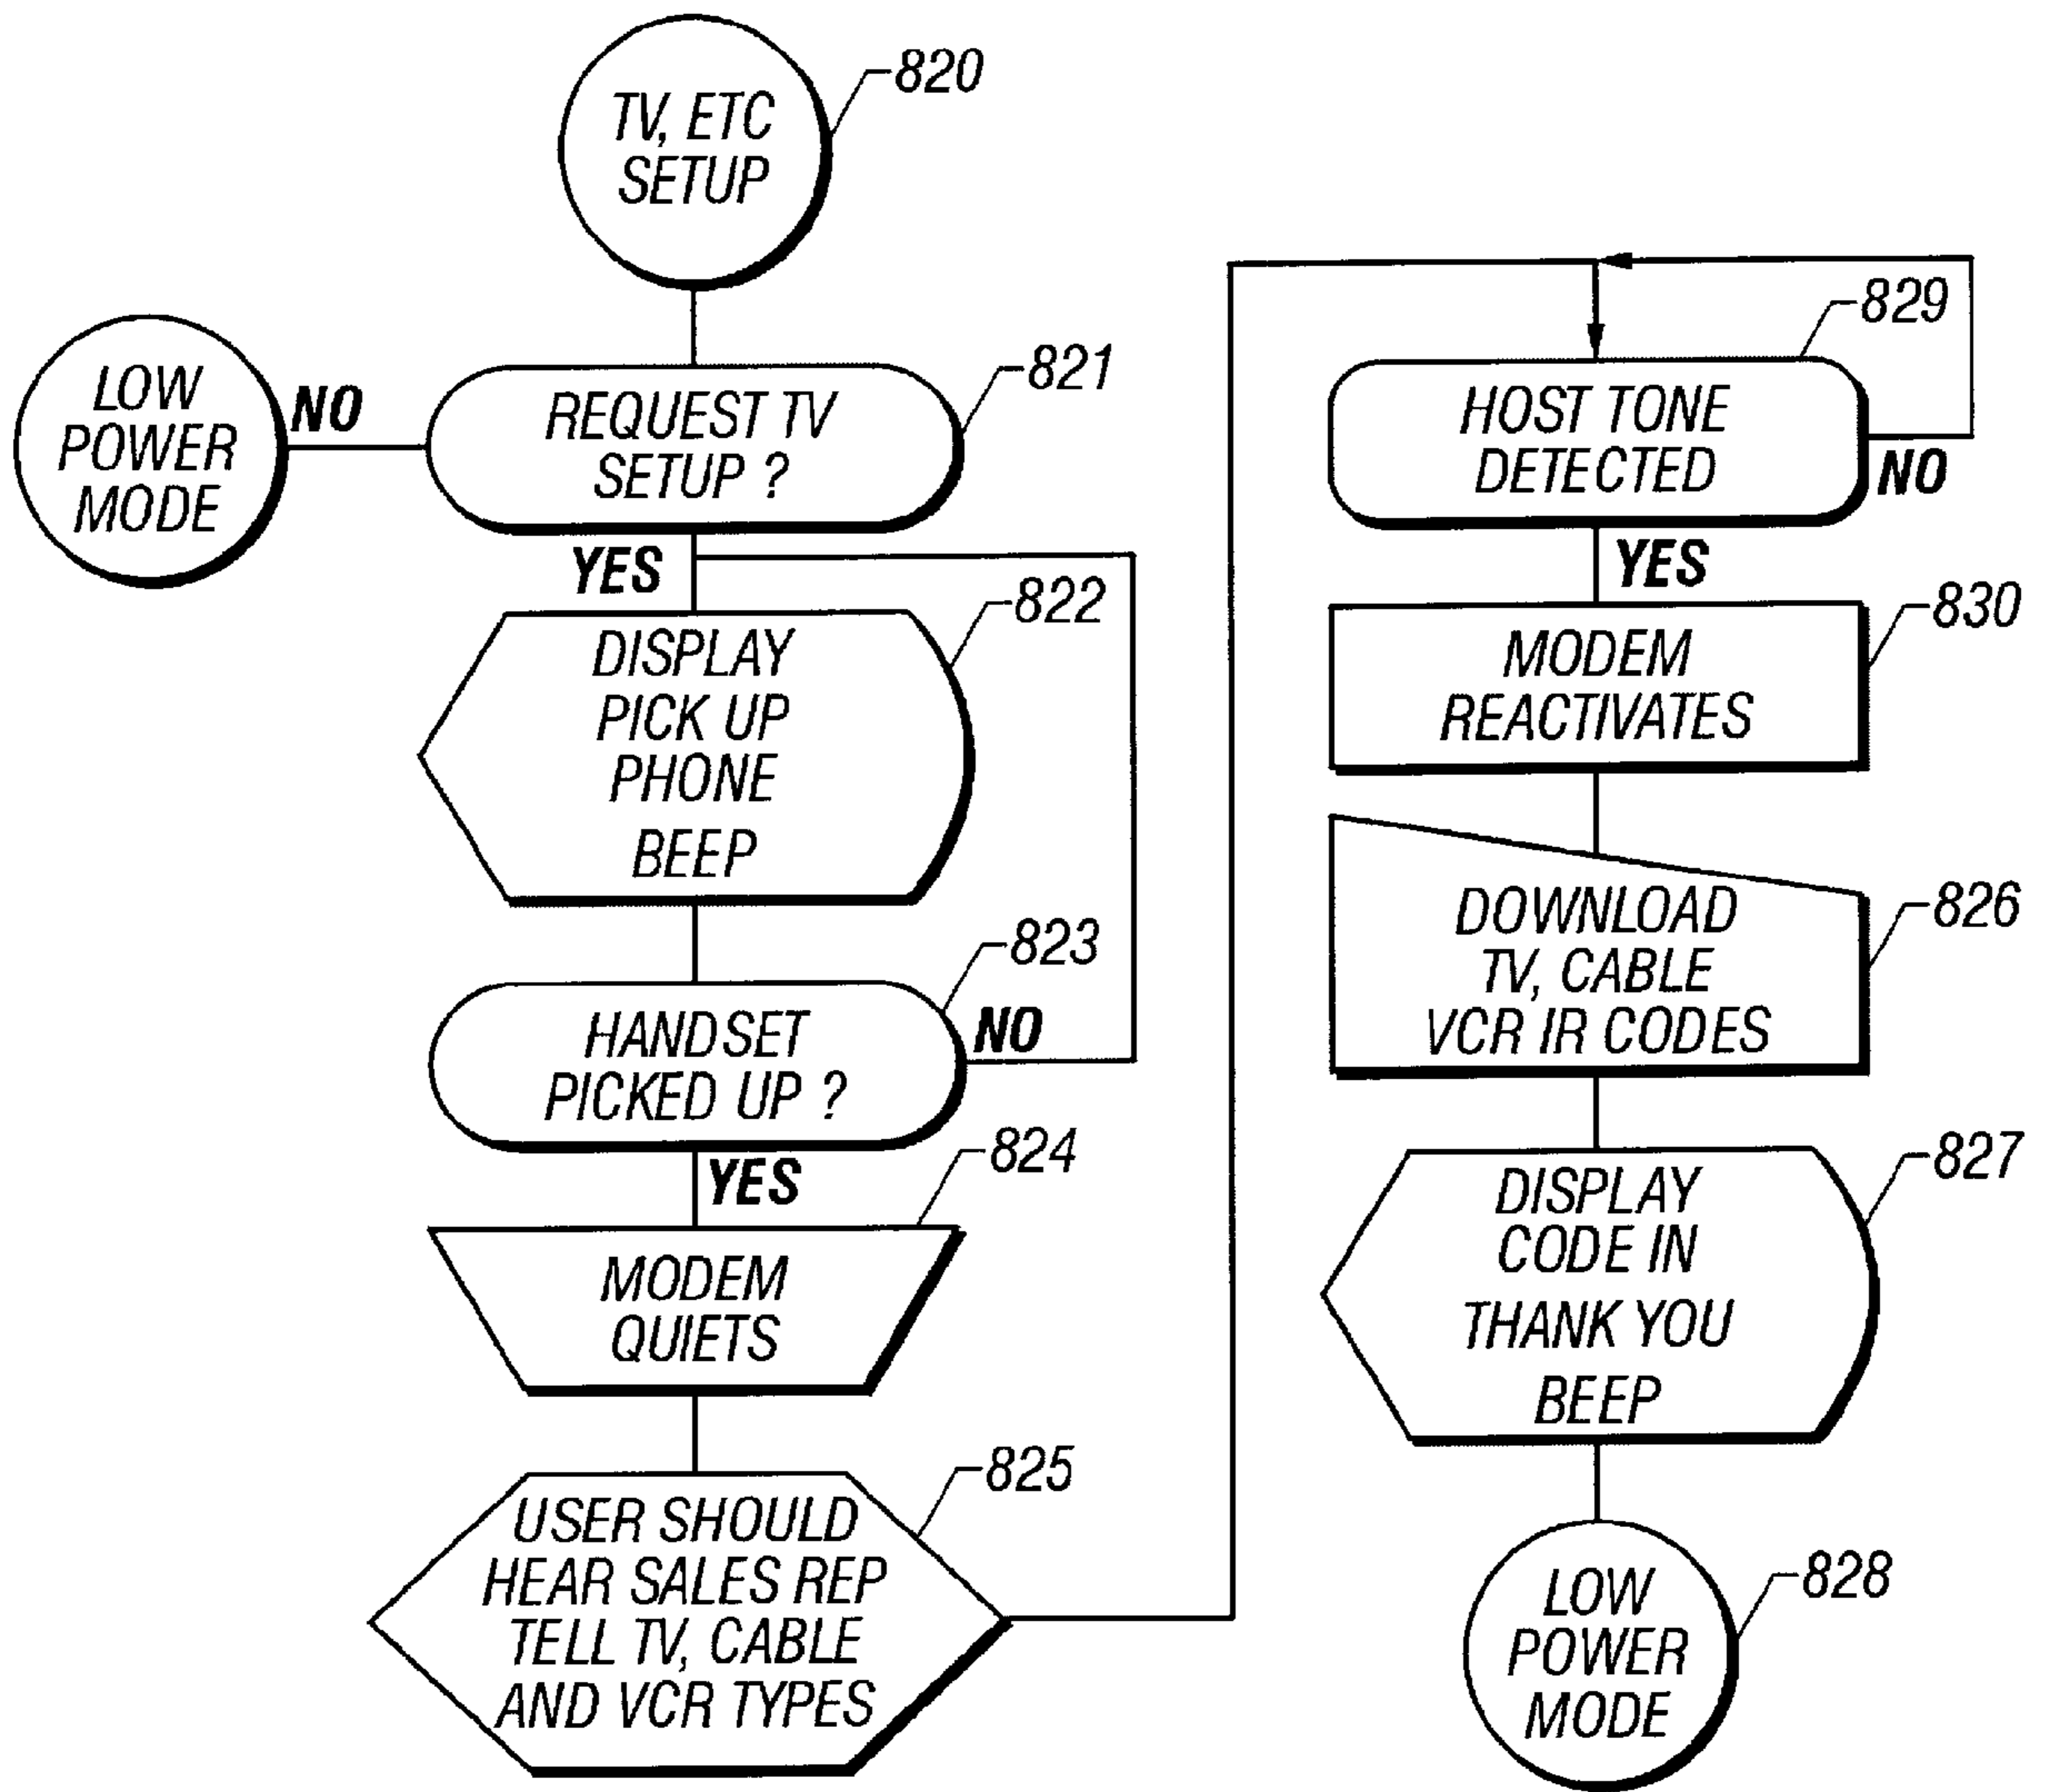 TV, ETC
SETUP
820
LOW
POWER
MODE
NO
REQUEST TV
SETUP ?
821
YES
DISPLAY
PICK UP
PHONE
BEEP
822
HANDSET
PICKED UP ?
823
NO
YES
MODEM
QUIETS
824
USER SHOULD
HEAR SALES REP
TELL TV, CABLE
AND VCR TYPES
825
HOST TONE
DETECTED
829
NO
YES
MODEM
REACTIVATES
830
DOWNLOAD
TV, CABLE
VCR IR CODES
826
DISPLAY
CODE IN
THANK YOU
BEEP
827
LOW
POWER
MODE
828